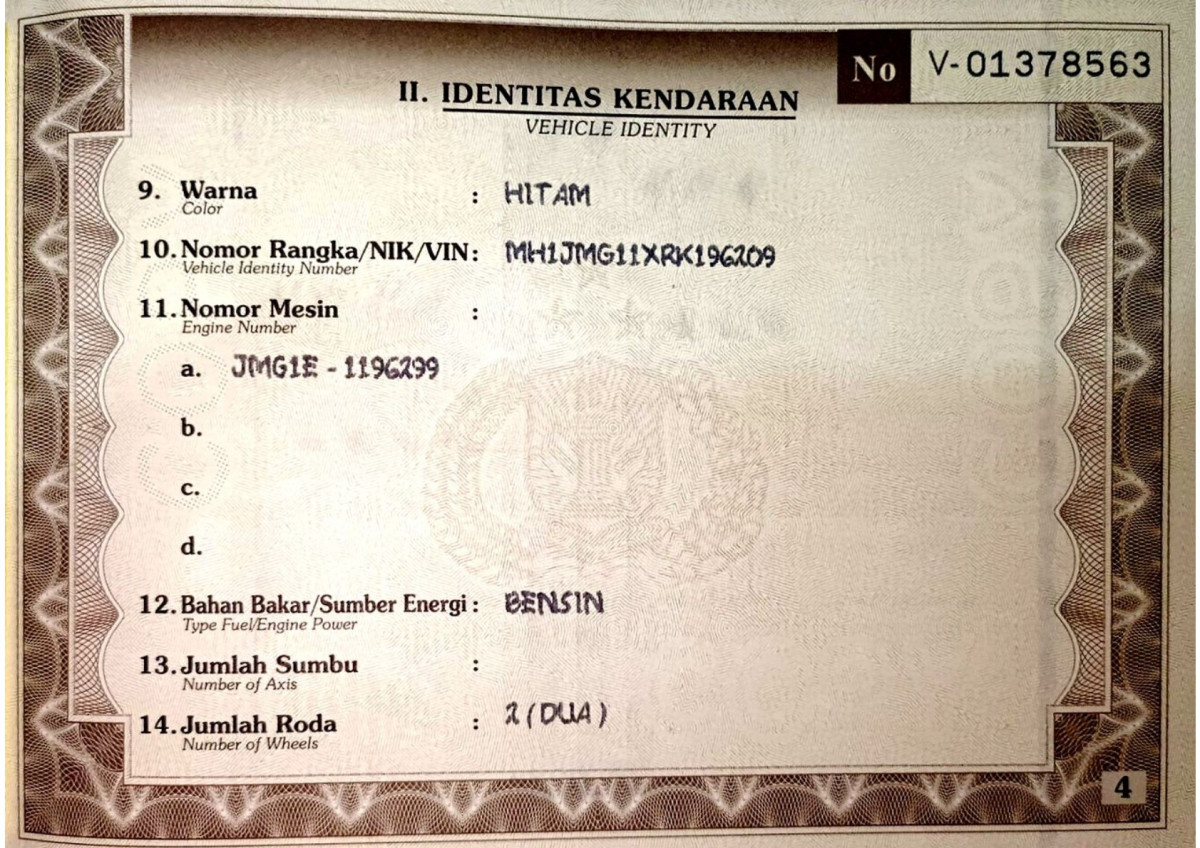 No V-01378563
II. IDENTITAS KENDARAAN
VEHICLE IDENTITY
9. Warna : HITAM
Color
10. Nomor Rangka/NIK/VIN: MH1JMG11XRK196209
Vehicle Identity Number
11. Nomor Mesin :
Engine Number
a. JMG1E - 1196299
b.
c.
d.
12. Bahan Bakar/Sumber Energi : BENSIN
Type Fuel/Engine Power
13. Jumlah Sumbu :
Number of Axis
14. Jumlah Roda : 2 (DUA)
Number of Wheels
4